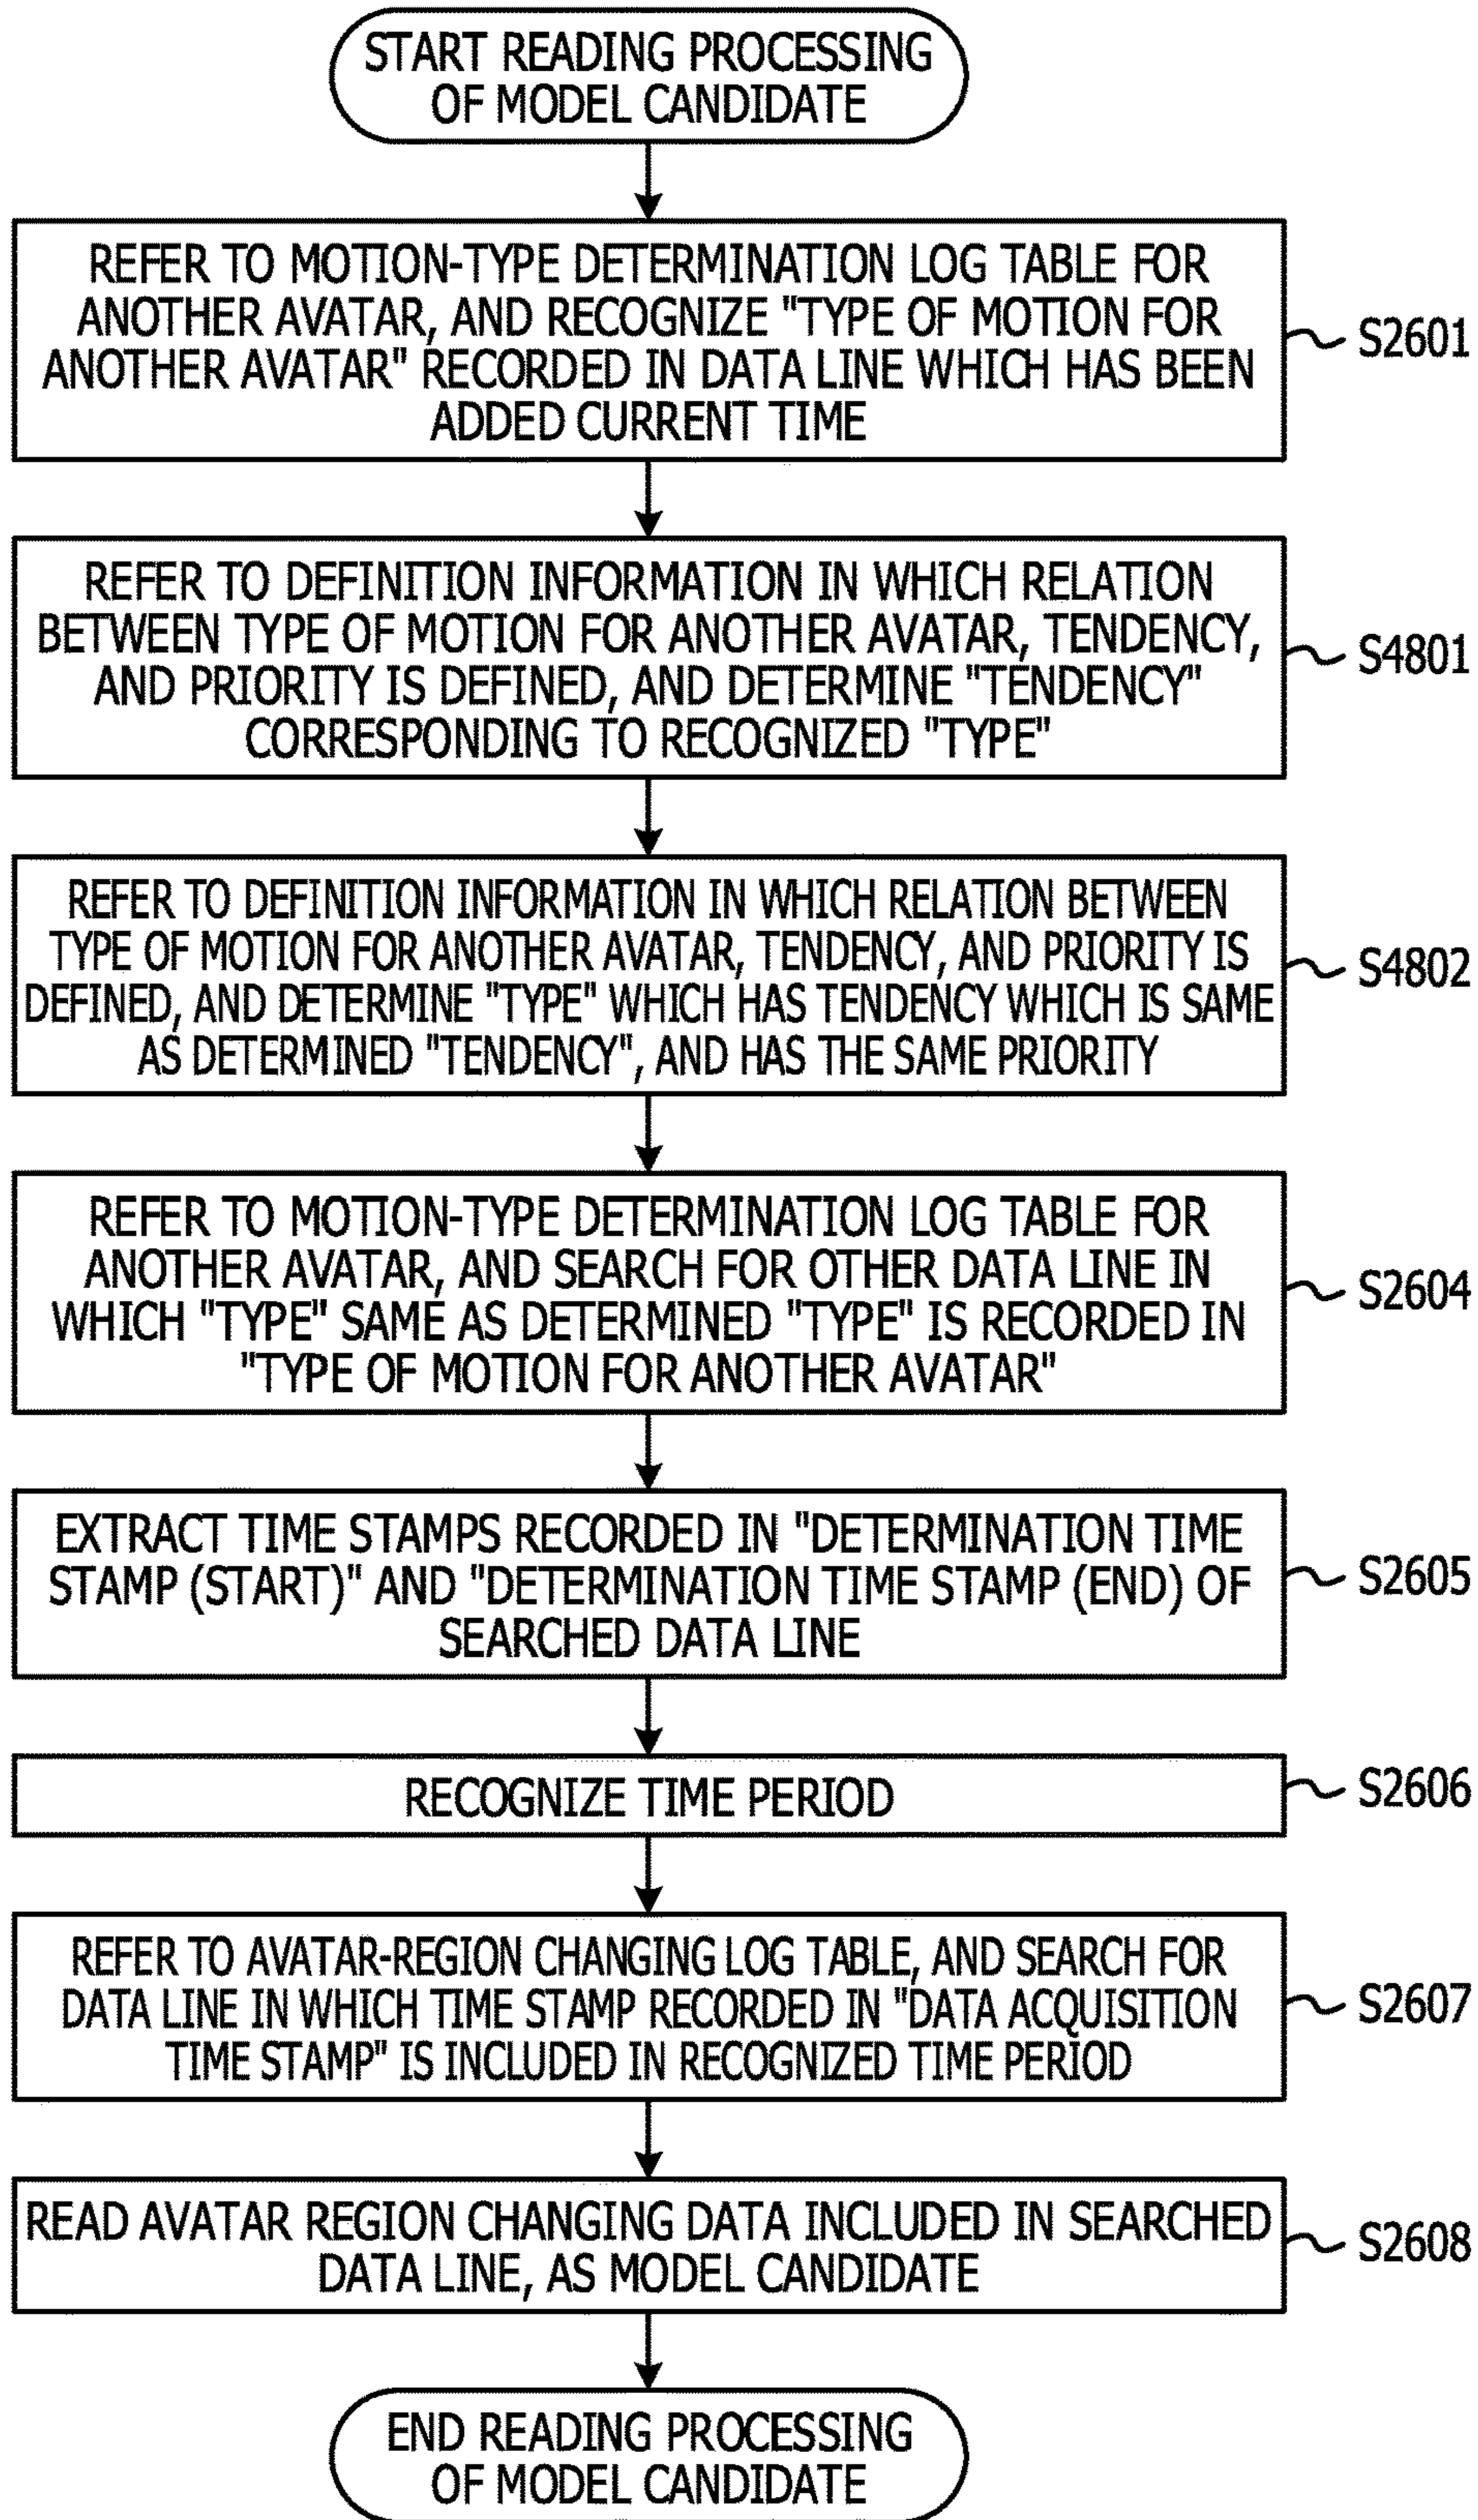 START READING PROCESSING
OF MODEL CANDIDATE
REFER TO MOTION-TYPE DETERMINATION LOG TABLE FOR
ANOTHER AVATAR, AND RECOGNIZE "TYPE OF MOTION FOR
ANOTHER AVATAR" RECORDED IN DATA LINE WHICH HAS BEEN
ADDED CURRENT TIME
S2601
REFER TO DEFINITION INFORMATION IN WHICH RELATION
BETWEEN TYPE OF MOTION FOR ANOTHER AVATAR, TENDENCY,
AND PRIORITY IS DEFINED, AND DETERMINE "TENDENCY"
CORRESPONDING TO RECOGNIZED "TYPE"
S4801
REFER TO DEFINITION INFORMATION IN WHICH RELATION BETWEEN
TYPE OF MOTION FOR ANOTHER AVATAR, TENDENCY, AND PRIORITY IS
DEFINED, AND DETERMINE "TYPE" WHICH HAS TENDENCY WHICH IS SAME
AS DETERMINED "TENDENCY", AND HAS THE SAME PRIORITY
S4802
REFER TO MOTION-TYPE DETERMINATION LOG TABLE FOR
ANOTHER AVATAR, AND SEARCH FOR OTHER DATA LINE IN
WHICH "TYPE" SAME AS DETERMINED "TYPE" IS RECORDED IN
"TYPE OF MOTION FOR ANOTHER AVATAR"
S2604
EXTRACT TIME STAMPS RECORDED IN "DETERMINATION TIME
STAMP (START)" AND "DETERMINATION TIME STAMP (END) OF
SEARCHED DATA LINE
S2605
RECOGNIZE TIME PERIOD
S2606
REFER TO AVATAR-REGION CHANGING LOG TABLE, AND SEARCH FOR
DATA LINE IN WHICH TIME STAMP RECORDED IN "DATA ACQUISITION
TIME STAMP" IS INCLUDED IN RECOGNIZED TIME PERIOD
S2607
READ AVATAR REGION CHANGING DATA INCLUDED IN SEARCHED
DATA LINE, AS MODEL CANDIDATE
S2608
END READING PROCESSING
OF MODEL CANDIDATE